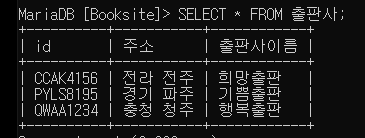 MariaDB [Booksite]> SELECT * FROM 출판사;
+----------+-----------+------------+
| id | 주소 | 출판사이름 |
+----------+-----------+------------+
| CCAK4156 | 전라 전주 | 희망출판 |
| PYLS8195 | 경기 파주 | 기쁨출판 |
| QWAA1234 | 충청 청주 | 행복출판 |
+----------+-----------+------------+